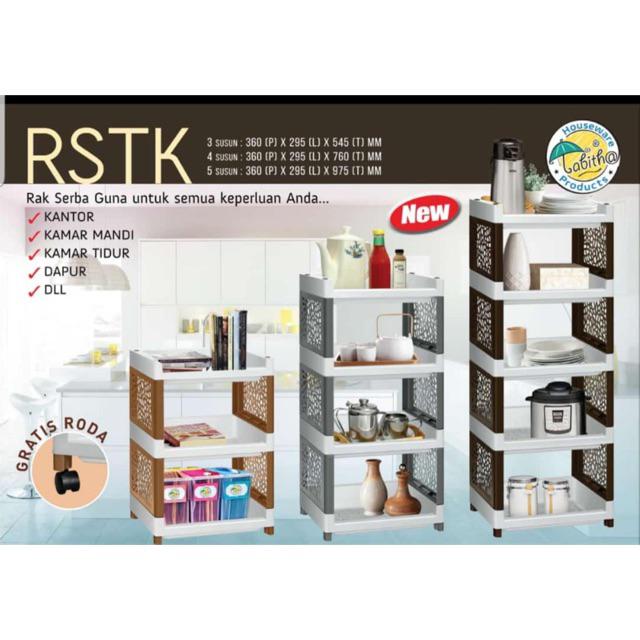 RSTK
3 SUSUN : 360 (P) X 295 (L) X 545 (T) MM
4 SUSUN : 360 (P) X 295 (L) X 760 (T) MM
5 SUSUN : 360 (P) X 295 (L) X 975 (T) MM
Houseware
Tabitha
Products
Rak Serba Guna untuk semua keperluan Anda...
New
KANTOR
KAMAR MANDI
KAMAR TIDUR
DAPUR
DLL
GRATIS RODA